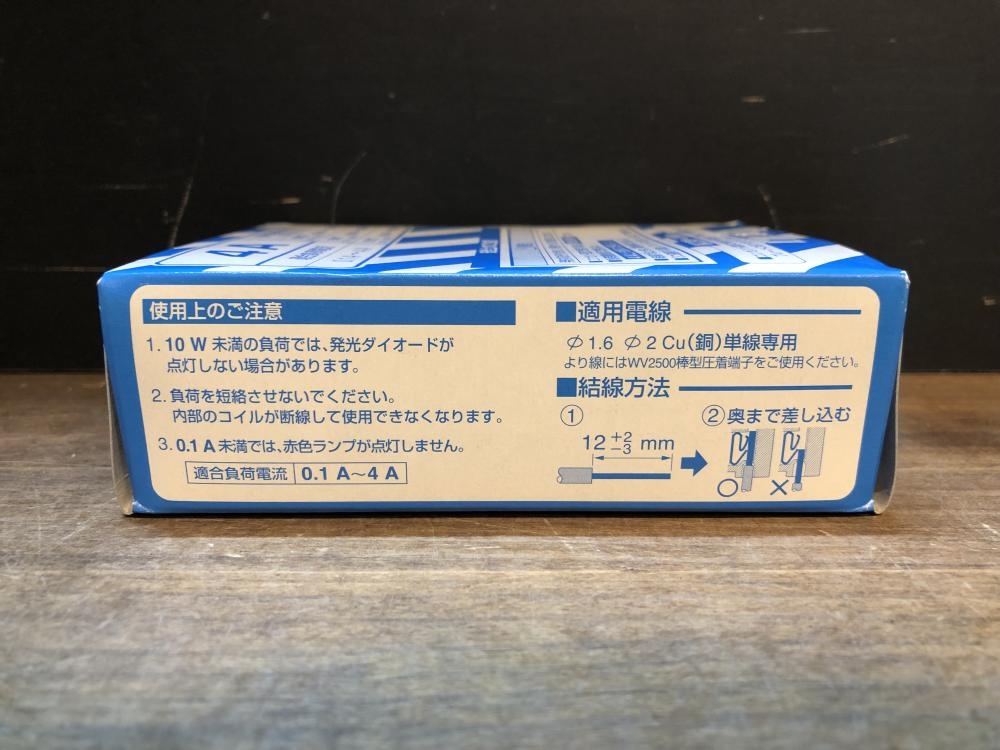 4A
使用上のご注意
1. 10 W 未満の負荷では、発光ダイオードが
点灯しない場合があります。
2. 負荷を短絡させないでください。
内部のコイルが断線して使用できなくなります。
3. 0.1 A 未満では、赤色ランプが点灯しません。
適合負荷電流 0.1 A〜4 A
■適用電線
φ1.6 φ2 Cu(銅)単線専用
より線にはWV2500棒型圧着端子をご使用ください。
■結線方法
① ②奥まで差し込む
12 +2 −3 mm
○ ×